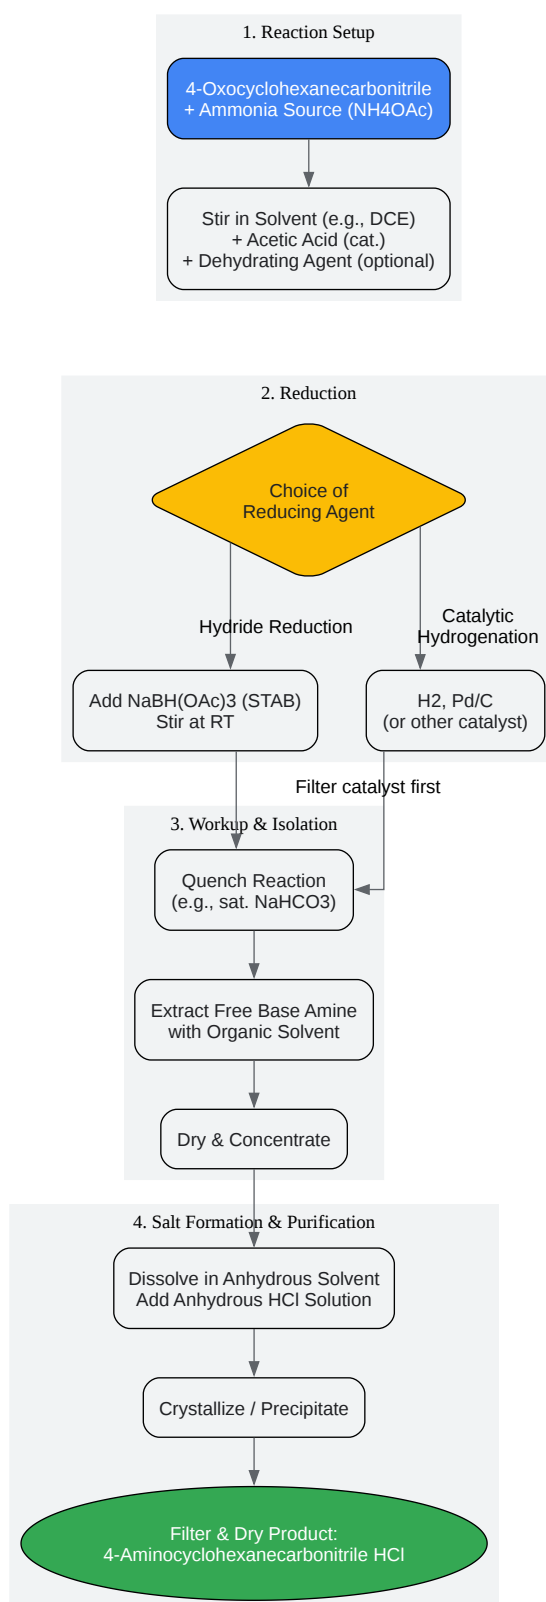 1. Reaction Setup
4-Oxocyclohexanecarbonitrile
+ Ammonia Source (NH4OAc)
Stir in Solvent (e.g., DCE)
+ Acetic Acid (cat.)
+ Dehydrating Agent (optional)
2. Reduction
Choice of
Reducing Agent
Hydride Reduction
Catalytic
Hydrogenation
Add NaBH(OAc)3 (STAB)
Stir at RT
H2, Pd/C
(or other catalyst)
Filter catalyst first
3. Workup & Isolation
Quench Reaction
(e.g., sat. NaHCO3)
Extract Free Base Amine
with Organic Solvent
Dry & Concentrate
4. Salt Formation & Purification
Dissolve in Anhydrous Solvent
Add Anhydrous HCl Solution
Crystallize / Precipitate
Filter & Dry Product:
4-Aminocyclohexanecarbonitrile HCl